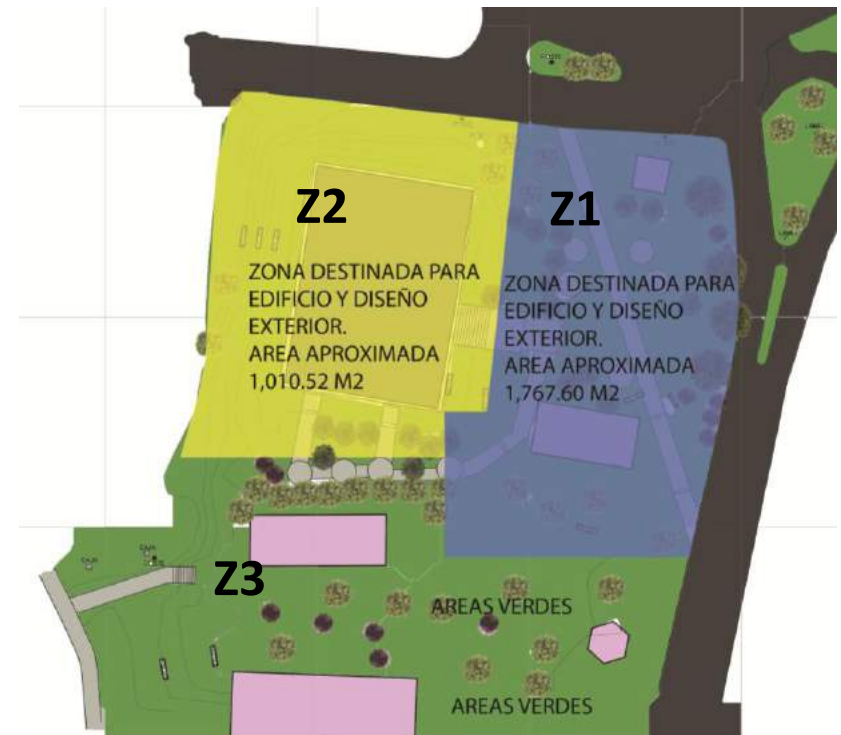 Z2
ZONA DESTINADA PARA
EDIFICIO Y DISEÑO
EXTERIOR.
AREA APROXIMADA
1,010.52 M2
Z1
ZONA DESTINADA PARA
EDIFICIO Y DISEÑO
EXTERIOR.
AREA APROXIMADA
1,767.60 M2
Z3
AREAS VERDES
AREAS VERDES